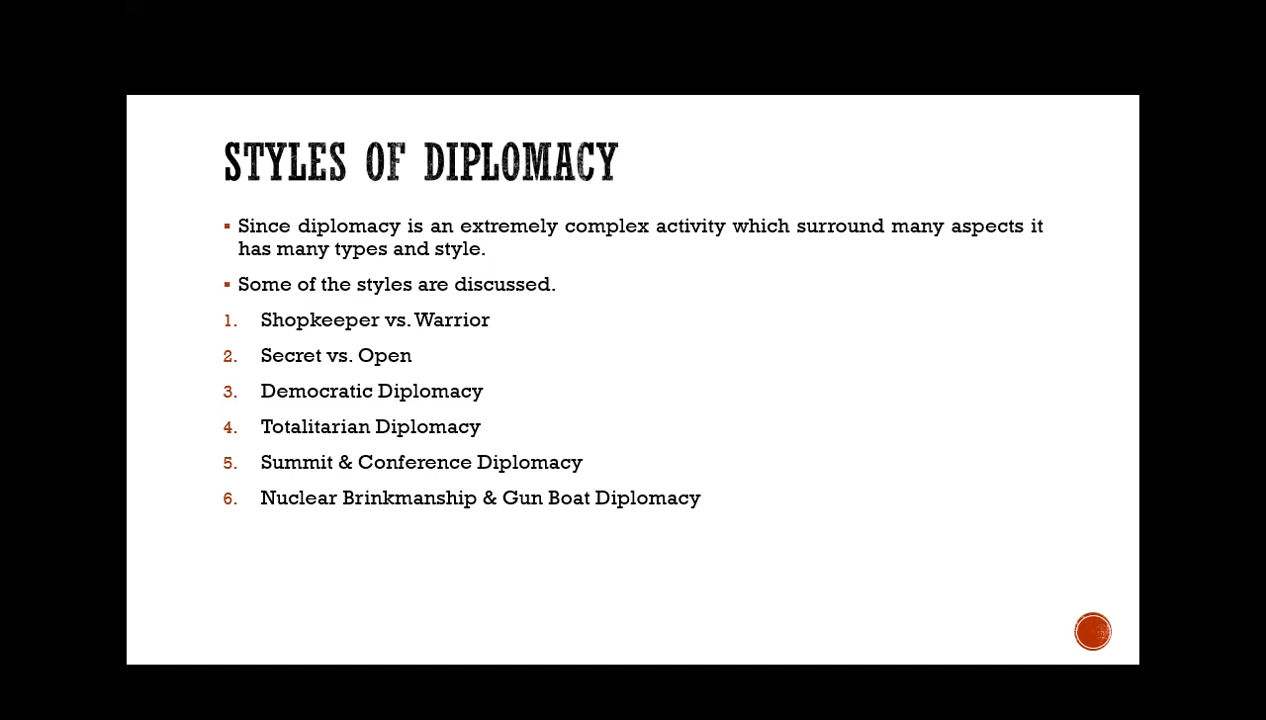 STYLES OF DIPLOMACY
▪ Since diplomacy is an extremely complex activity which surround many aspects it
has many types and style.
▪ Some of the styles are discussed.
1. Shopkeeper vs. Warrior
2. Secret vs. Open
3. Democratic Diplomacy
4. Totalitarian Diplomacy
5. Summit & Conference Diplomacy
6. Nuclear Brinkmanship & Gun Boat Diplomacy